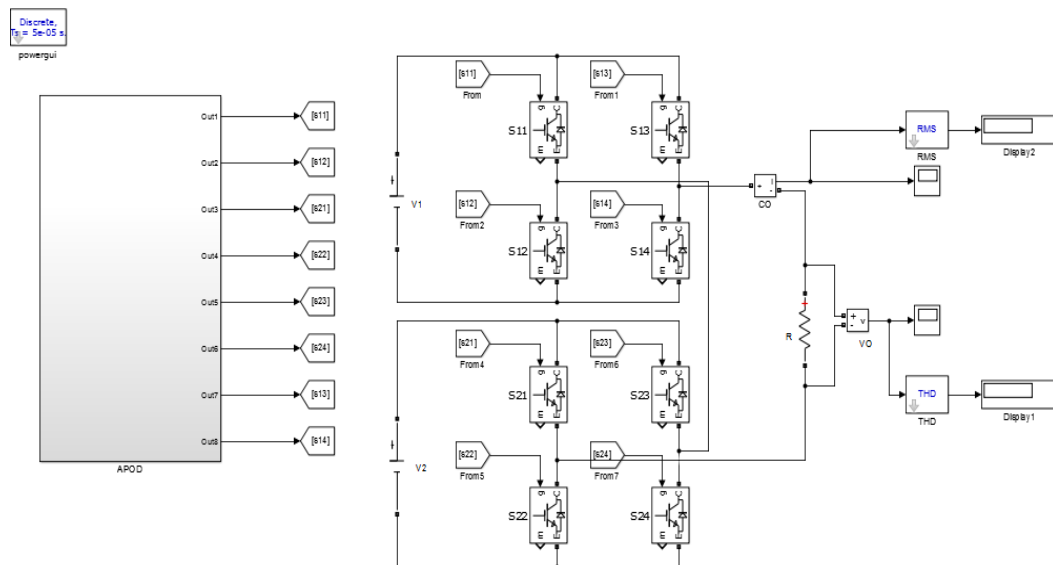 Discrete,
Ts = 5e-05 s.
powergui
Out1
[s11]
Out2
[s12]
Out3
[s21]
Out4
[s22]
Out5
[s23]
Out6
[s24]
Out7
[s13]
Out8
[s14]
APOD
[s11]
From
[s13]
From1
g C
S11
m E
g C
S13
m E
V1
[s12]
From2
[s14]
From3
g C
S12
m E
g C
S14
m E
+ i
-
CO
RMS
RMS
Display2
[s21]
From4
[s23]
From6
g C
S21
m E
g C
S23
m E
+
R
+ v
-
VO
THD
THD
Display1
V2
[s22]
From5
[s24]
From7
g C
S22
m E
g C
S24
m E